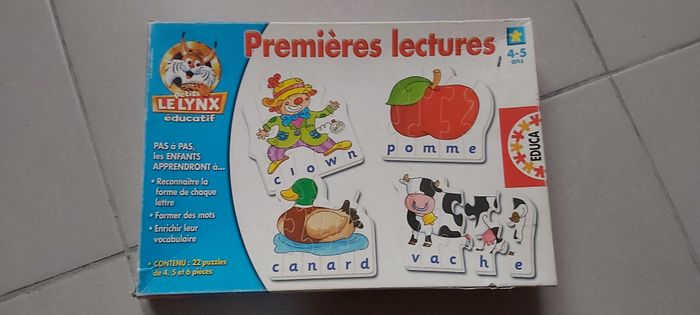 Premières lectures
4-5
ans
petits
LE LYNX
éducatif
PAS à PAS,
les ENFANTS
APPRENDRONT à...
• Reconnaître la
forme de chaque
lettre
• Former des mots
• Enrichir leur
vocabulaire
• CONTENU : 22 puzzles
de 4, 5 et 6 pièces
clown
pomme
canard
vache
EDUCA